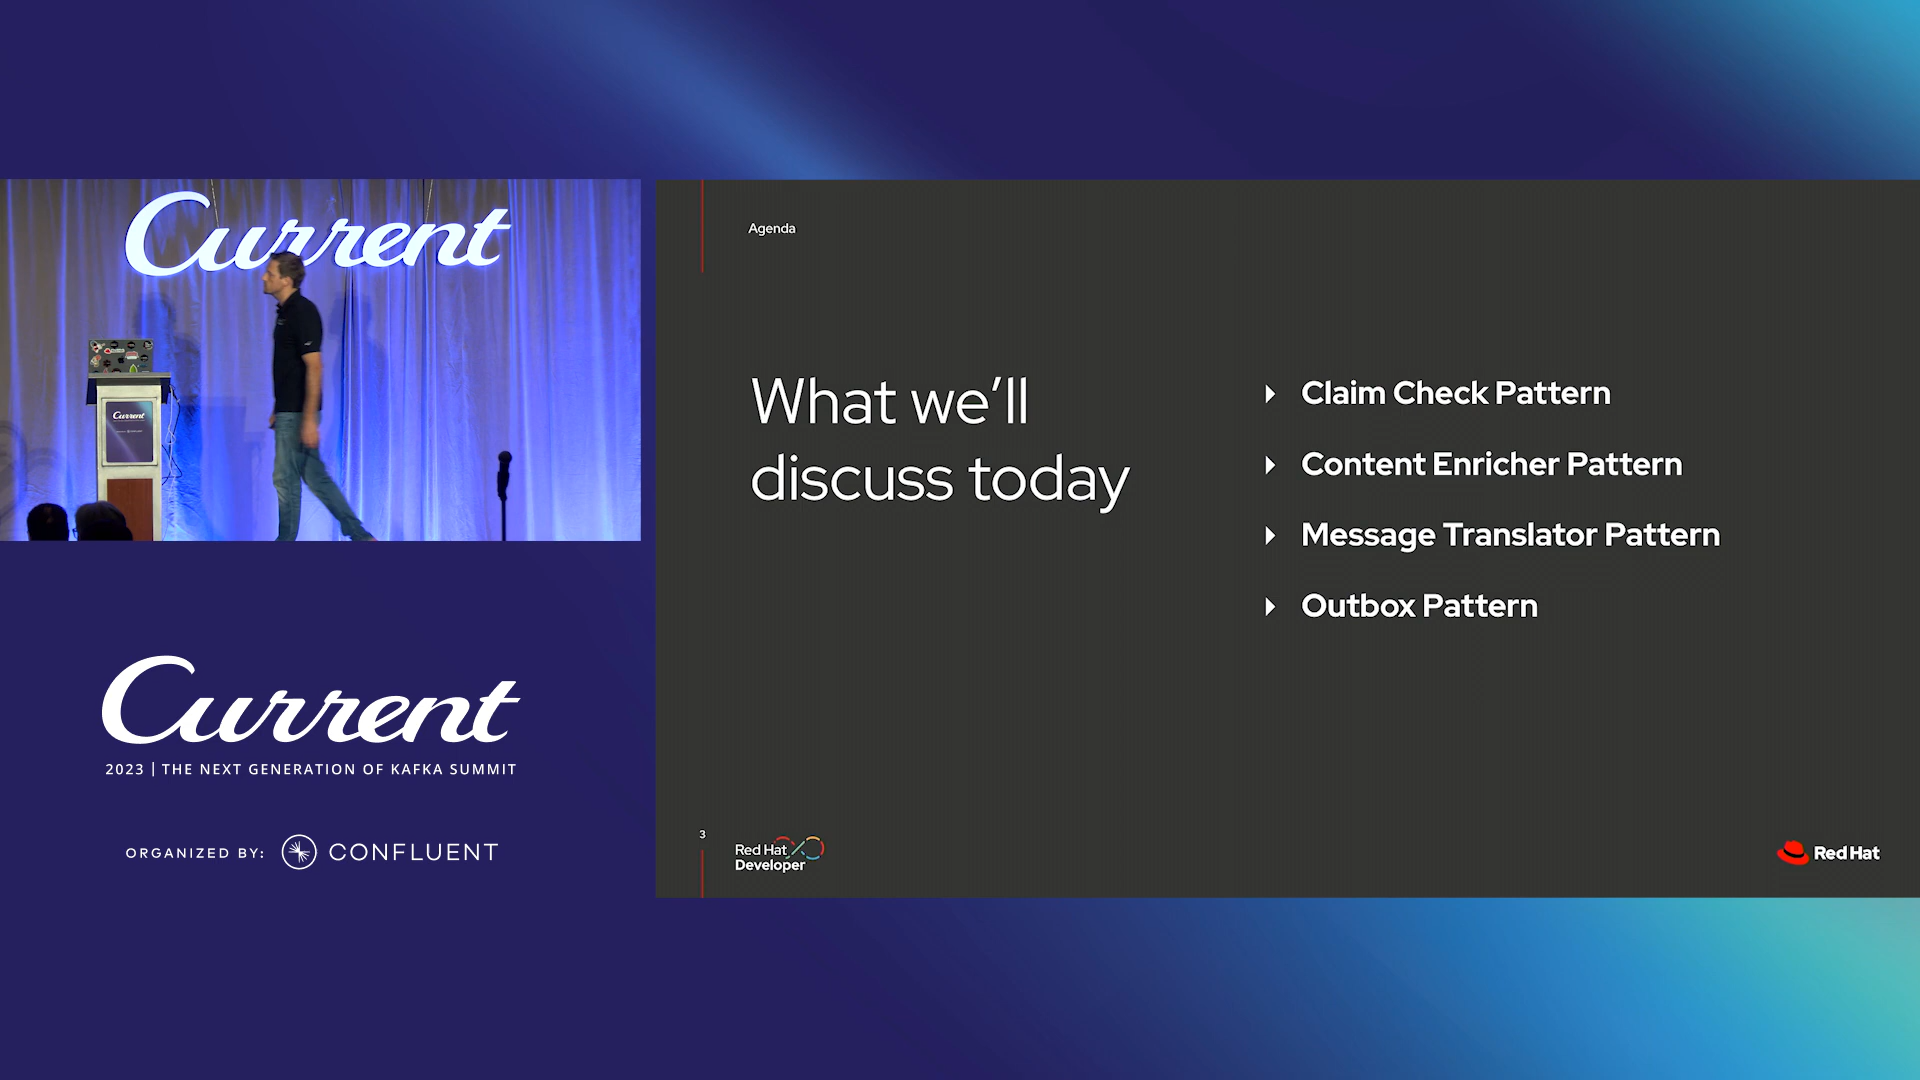 Current
Current
Current
2023 | THE NEXT GENERATION OF KAFKA SUMMIT
ORGANIZED BY: CONFLUENT
Agenda
What we’ll
discuss today
Claim Check Pattern
Content Enricher Pattern
Message Translator Pattern
Outbox Pattern
3
Red Hat
Developer
Red Hat